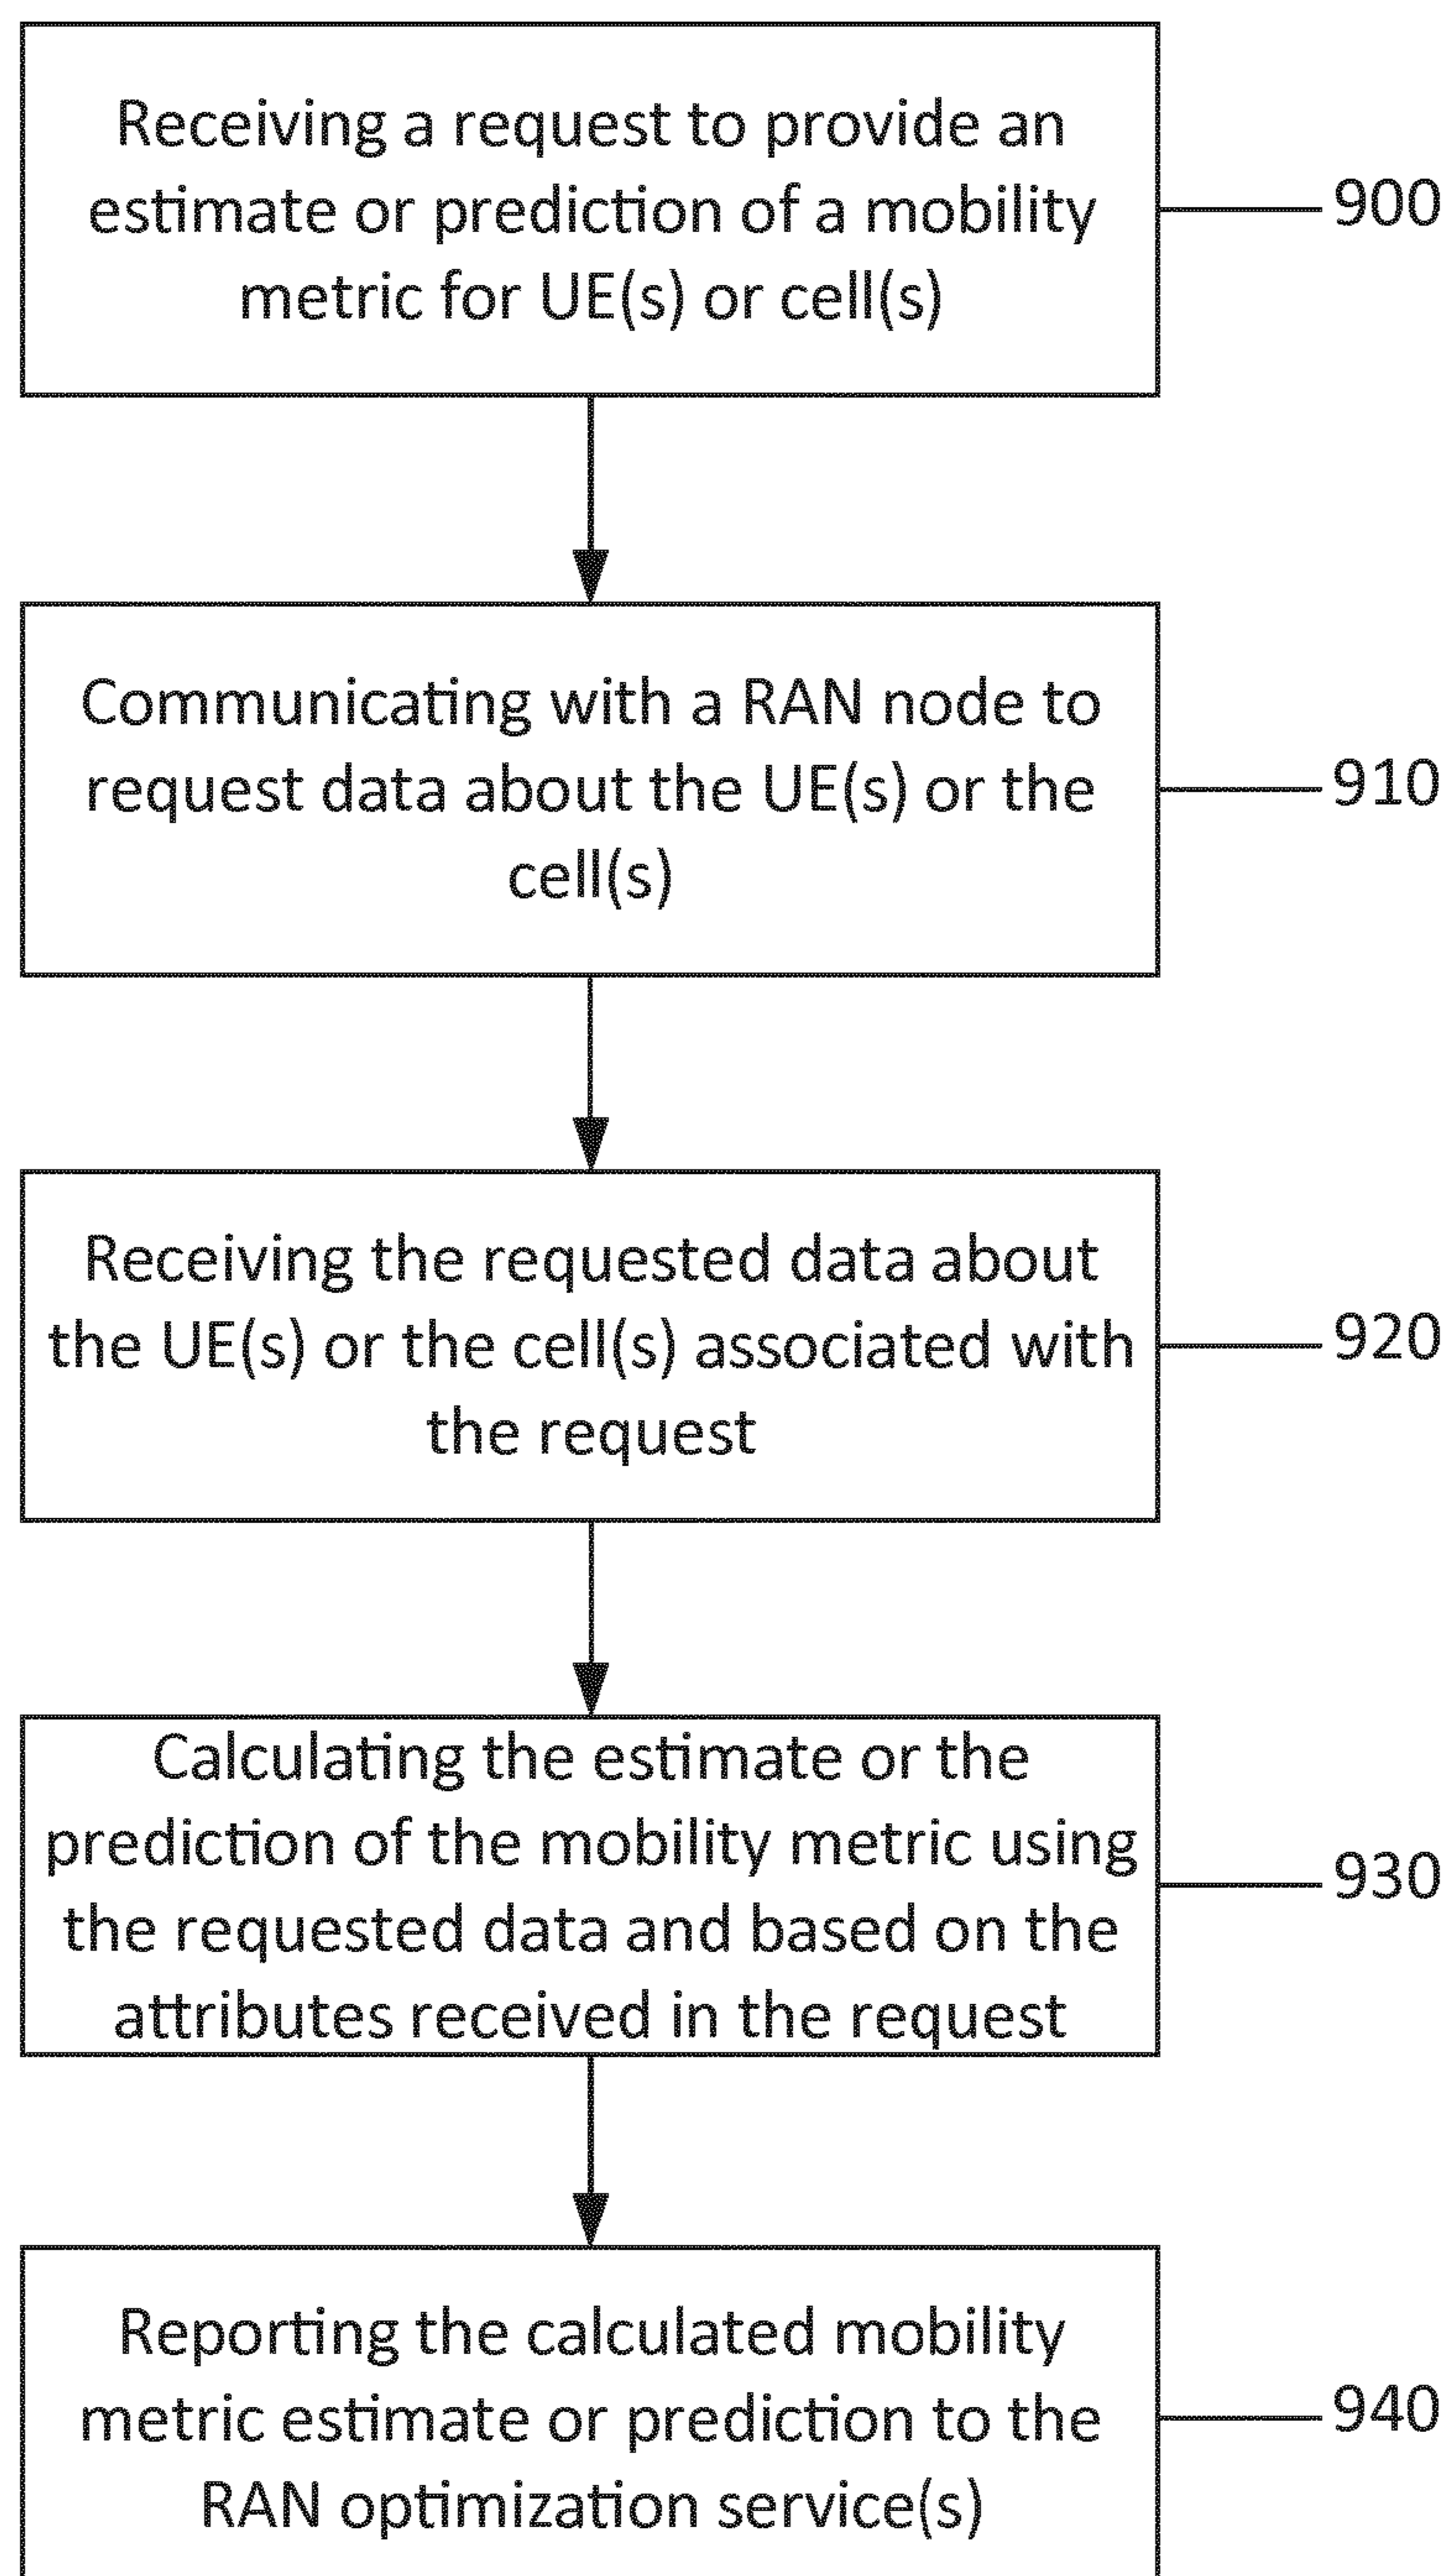 Receiving a request to provide an
estimate or prediction of a mobility
metric for UE(s) or cell(s)
900
Communicating with a RAN node to
request data about the UE(s) or the
cell(s)
910
Receiving the requested data about
the UE(s) or the cell(s) associated with
the request
920
Calculating the estimate or the
prediction of the mobility metric using
the requested data and based on the
attributes received in the request
930
Reporting the calculated mobility
metric estimate or prediction to the
RAN optimization service(s)
940